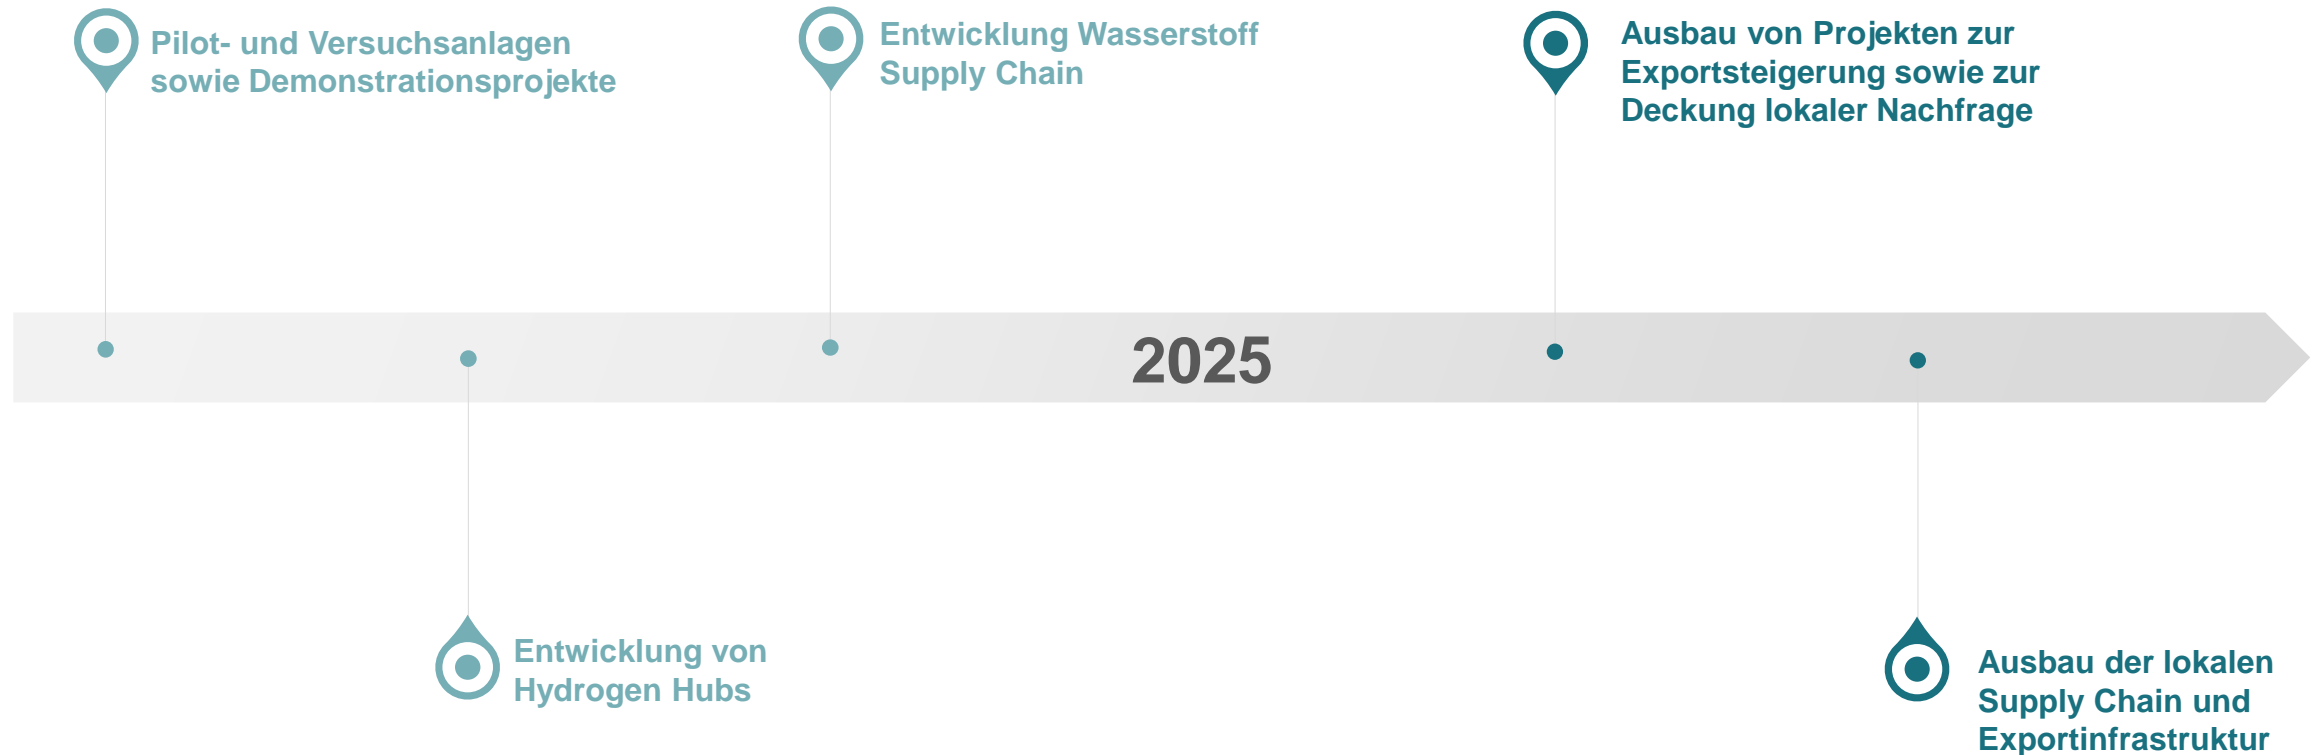 Pilot- und Versuchsanlagen
sowie Demonstrationsprojekte
Entwicklung Wasserstoff
Supply Chain
Ausbau von Projekten zur
Exportsteigerung sowie zur
Deckung lokaler Nachfrage
2025
Entwicklung von
Hydrogen Hubs
Ausbau der lokalen
Supply Chain und
Exportinfrastruktur